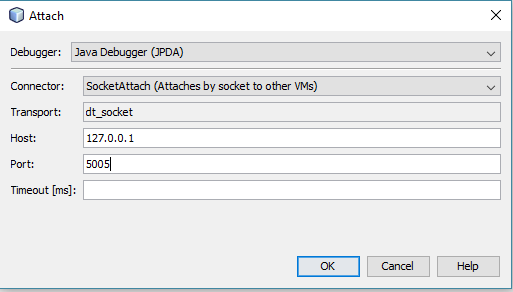 Attach
Debugger: Java Debugger (JPDA)
Connector: SocketAttach (Attaches by socket to other VMs)
Transport: dt_socket
Host: 127.0.0.1
Port: 5005
Timeout [ms]:
OK Cancel Help